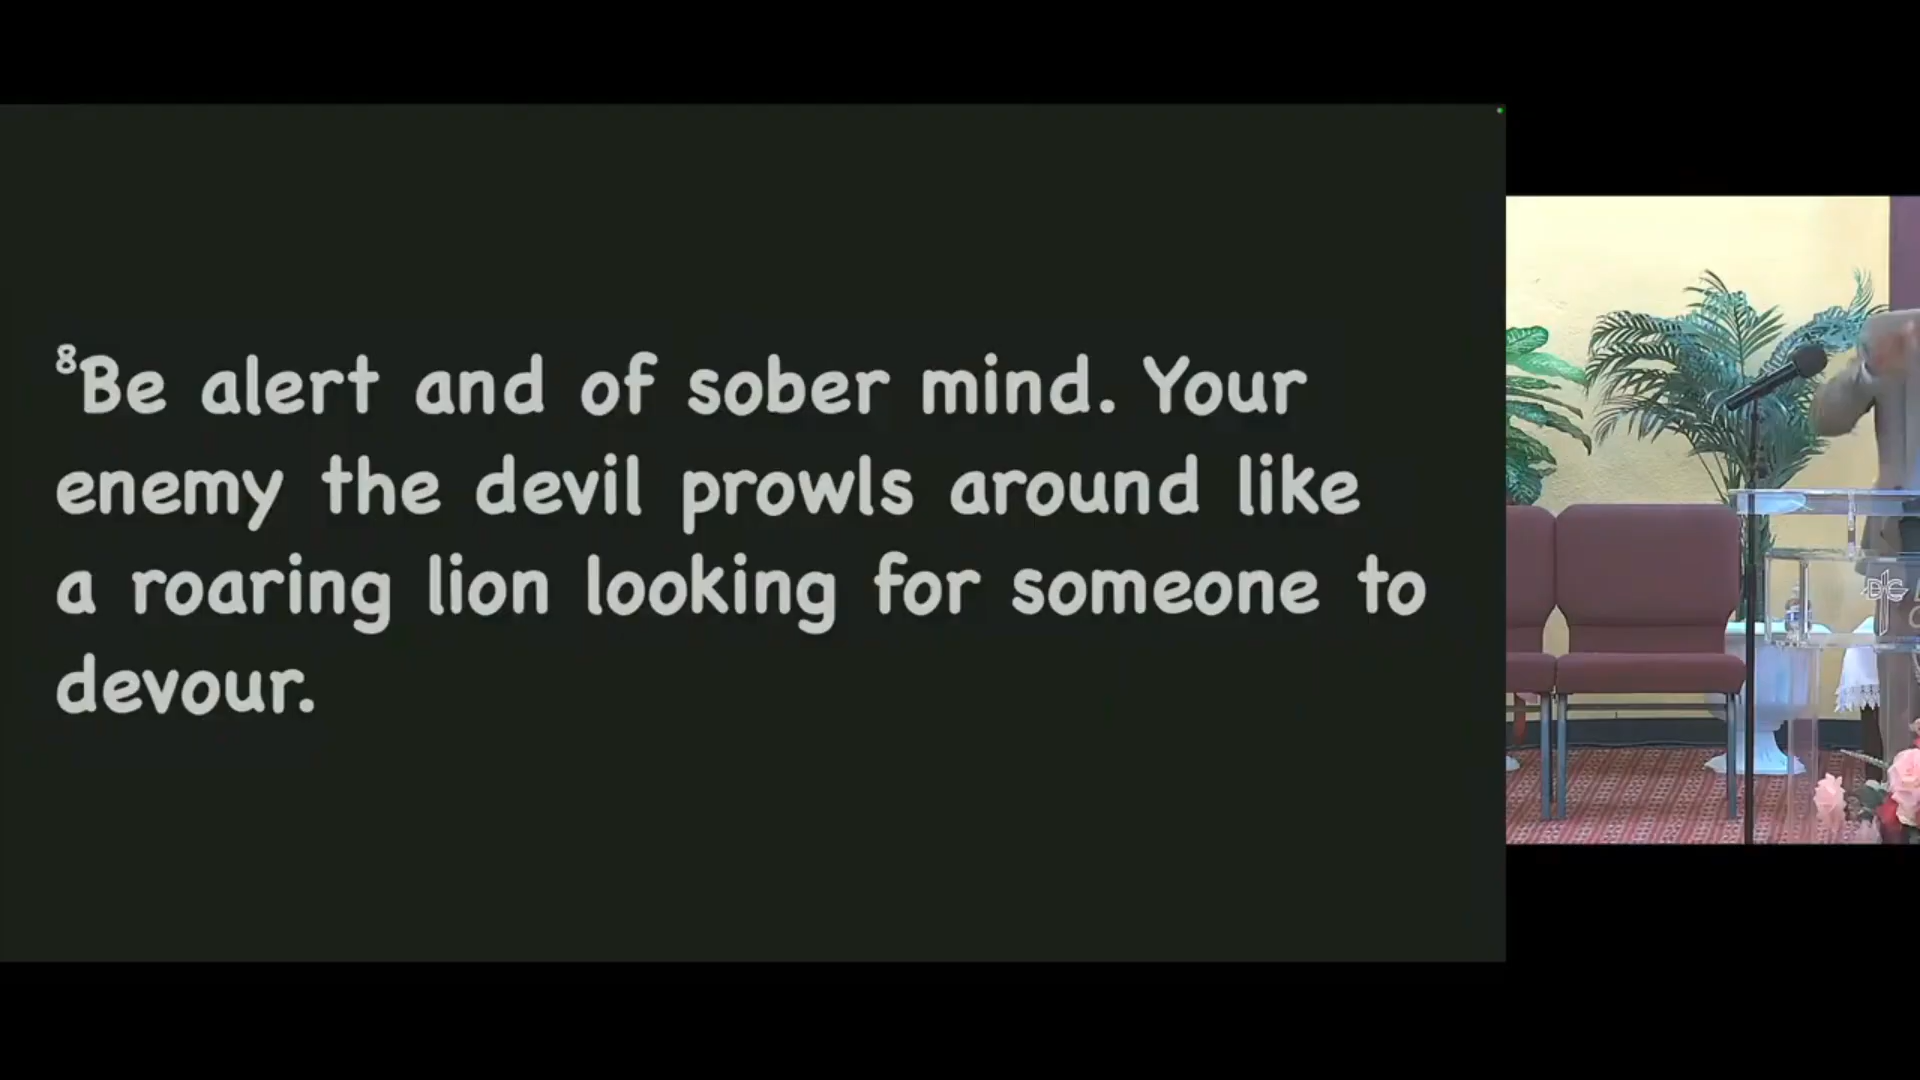 ⁸Be alert and of sober mind. Your
enemy the devil prowls around like
a roaring lion looking for someone to
devour.
DC